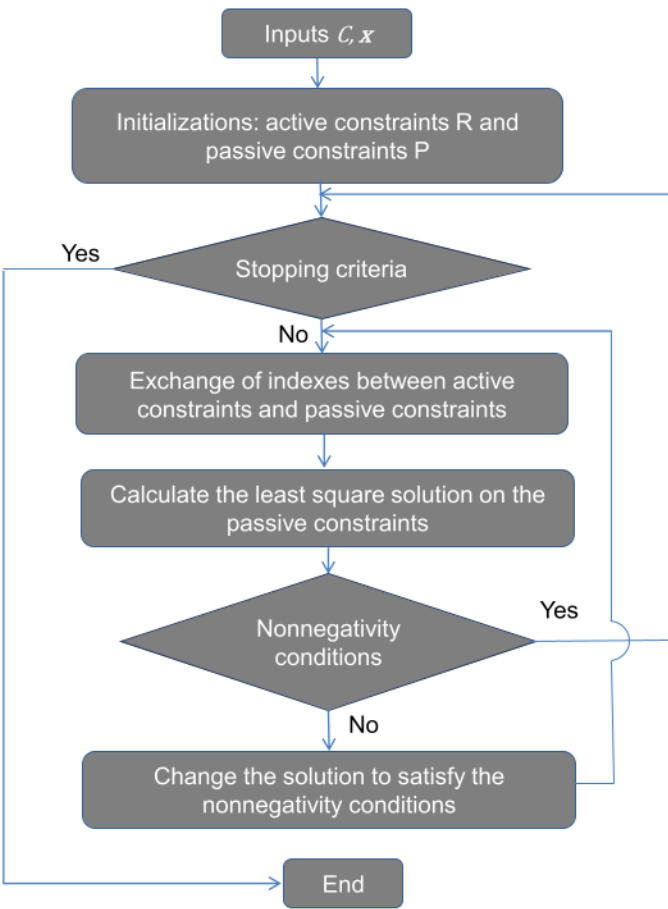 Inputs C, x
Initializations: active constraints R and
passive constraints P
Yes
Stopping criteria
No
Exchange of indexes between active
constraints and passive constraints
Calculate the least square solution on the
passive constraints
Yes
Nonnegativity
conditions
No
Change the solution to satisfy the
nonnegativity conditions
End